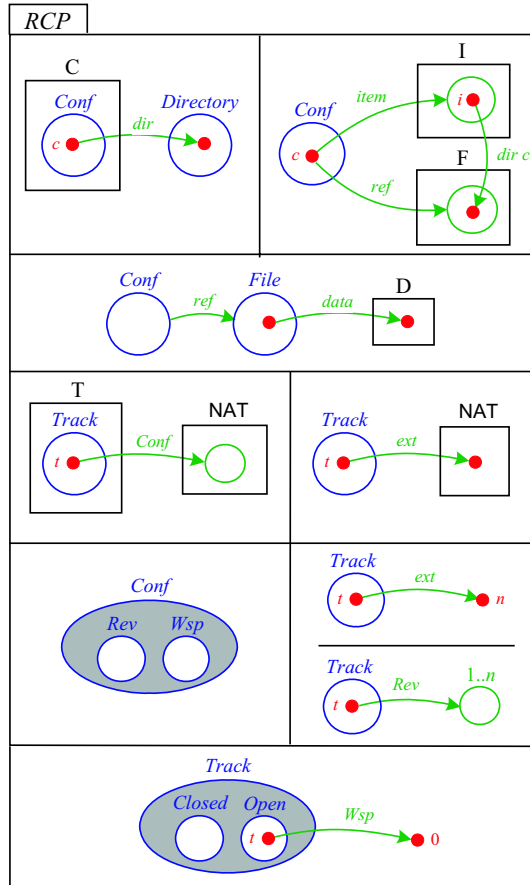 RCP
C
Conf
Directory
c
dir
I
Conf
item
i
c
dir c
F
ref
Conf
File
D
ref
data
T
Track
NAT
Conf
t
Track
NAT
ext
t
Conf
Rev
Wsp
Track
ext
t
n
Track
1..n
Rev
t
Track
Closed
Open
Wsp
t
0